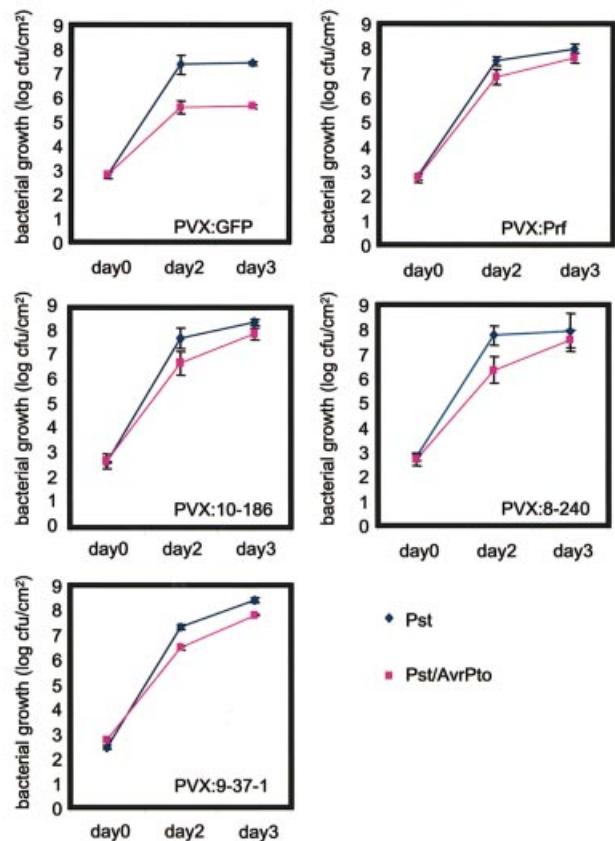 bacterial growth (log cfu/cm²)
9
8
7
6
5
4
3
2
1
0
PVX:GFP
day0 day2 day3
bacterial growth (log cfu/cm²)
9
8
7
6
5
4
3
2
1
0
PVX:Prf
day0 day2 day3
bacterial growth (log cfu/cm²)
9
8
7
6
5
4
3
2
1
0
PVX:10-186
day0 day2 day3
bacterial growth (log cfu/cm²)
9
8
7
6
5
4
3
2
1
0
PVX:8-240
day0 day2 day3
bacterial growth (log cfu/cm²)
9
8
7
6
5
4
3
2
1
0
PVX:9-37-1
day0 day2 day3
Pst
Pst/AvrPto